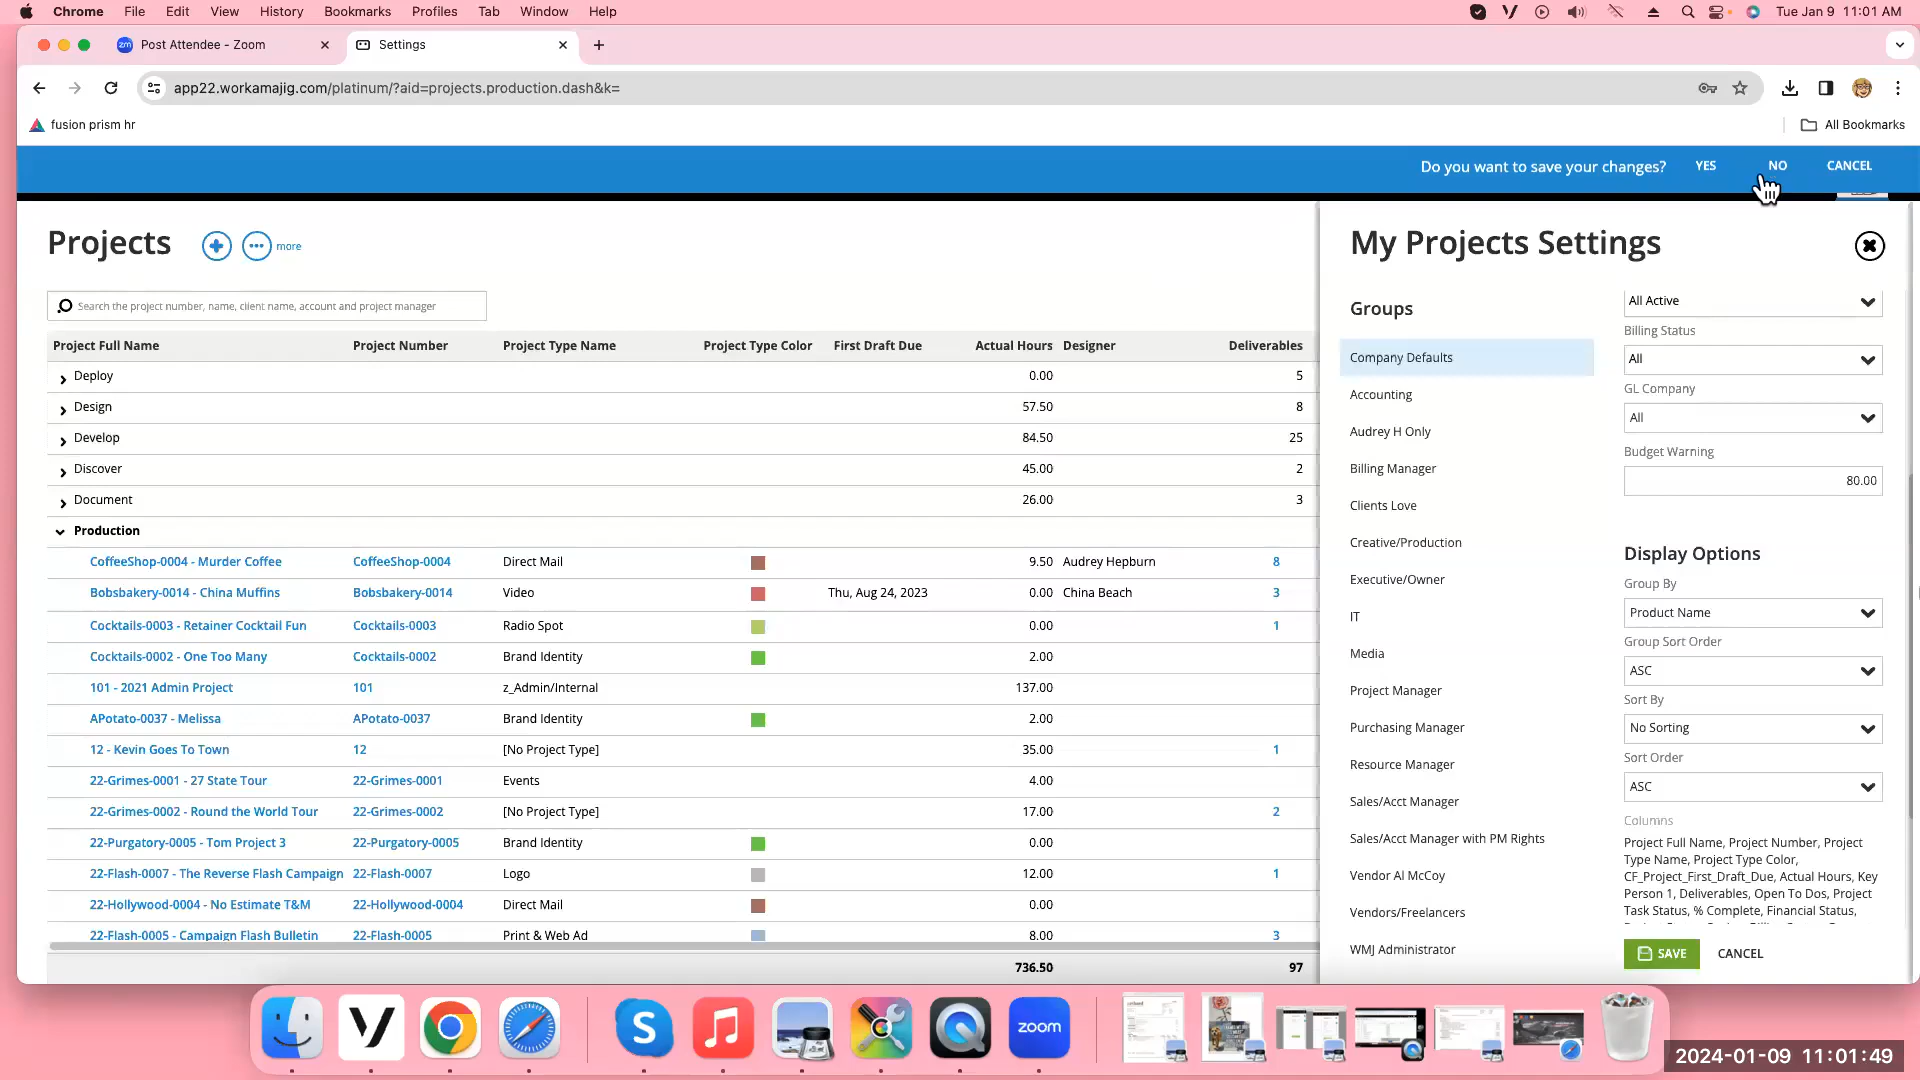 Chrome File Edit View History Bookmarks Profiles Tab Window Help Tue Jan 9 11:01 AM
zm Post Attendee - Zoom Settings
app22.workamajig.com/platinum/?aid=projects.production.dash&k=
fusion prism hr All Bookmarks
Do you want to save your changes? YES NO CANCEL
Projects more
Search the project number, name, client name, account and project manager
Project Full Name Project Number Project Type Name Project Type Color First Draft Due Actual Hours Designer Deliverables
Deploy 0.00 5
Design 57.50 8
Develop 84.50 25
Discover 45.00 2
Document 26.00 3
Production
CoffeeShop-0004 - Murder Coffee CoffeeShop-0004 Direct Mail 9.50 Audrey Hepburn 8
Bobsbakery-0014 - China Muffins Bobsbakery-0014 Video Thu, Aug 24, 2023 0.00 China Beach 3
Cocktails-0003 - Retainer Cocktail Fun Cocktails-0003 Radio Spot 0.00 1
Cocktails-0002 - One Too Many Cocktails-0002 Brand Identity 2.00
101 - 2021 Admin Project 101 z_Admin/Internal 137.00
APotato-0037 - Melissa APotato-0037 Brand Identity 2.00
12 - Kevin Goes To Town 12 [No Project Type] 35.00 1
22-Grimes-0001 - 27 State Tour 22-Grimes-0001 Events 4.00
22-Grimes-0002 - Round the World Tour 22-Grimes-0002 [No Project Type] 17.00 2
22-Purgatory-0005 - Tom Project 3 22-Purgatory-0005 Brand Identity 0.00
22-Flash-0007 - The Reverse Flash Campaign 22-Flash-0007 Logo 12.00 1
22-Hollywood-0004 - No Estimate T&M 22-Hollywood-0004 Direct Mail 0.00
22-Flash-0005 - Campaign Flash Bulletin 22-Flash-0005 Print & Web Ad 8.00 3
736.50 97
My Projects Settings
Groups
Company Defaults
Accounting
Audrey H Only
Billing Manager
Clients Love
Creative/Production
Executive/Owner
IT
Media
Project Manager
Purchasing Manager
Resource Manager
Sales/Acct Manager
Sales/Acct Manager with PM Rights
Vendor Al McCoy
Vendors/Freelancers
WMJ Administrator
All Active
Billing Status
All
GL Company
All
Budget Warning
80.00
Display Options
Group By
Product Name
Group Sort Order
ASC
Sort By
No Sorting
Sort Order
ASC
Columns
Project Full Name, Project Number, Project
Type Name, Project Type Color,
CF_Project_First_Draft_Due, Actual Hours, Key
Person 1, Deliverables, Open To Dos, Project
Task Status, % Complete, Financial Status,
SAVE CANCEL
zoom
2024-01-09 11:01:49